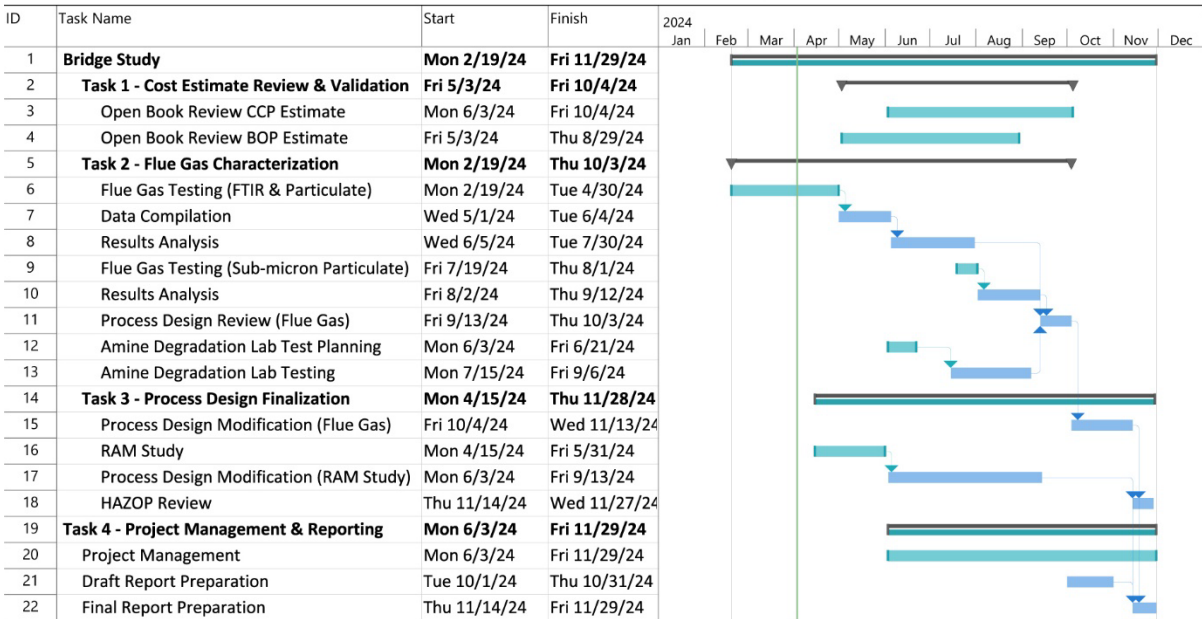 ID Task Name Start Finish 2024
Jan Feb Mar Apr May Jun Jul Aug Sep Oct Nov Dec
1 Bridge Study Mon 2/19/24 Fri 11/29/24
2 Task 1 - Cost Estimate Review & Validation Fri 5/3/24 Fri 10/4/24
3 Open Book Review CCP Estimate Mon 6/3/24 Fri 10/4/24
4 Open Book Review BOP Estimate Fri 5/3/24 Thu 8/29/24
5 Task 2 - Flue Gas Characterization Mon 2/19/24 Thu 10/3/24
6 Flue Gas Testing (FTIR & Particulate) Mon 2/19/24 Tue 4/30/24
7 Data Compilation Wed 5/1/24 Tue 6/4/24
8 Results Analysis Wed 6/5/24 Tue 7/30/24
9 Flue Gas Testing (Sub-micron Particulate) Fri 7/19/24 Thu 8/1/24
10 Results Analysis Fri 8/2/24 Thu 9/12/24
11 Process Design Review (Flue Gas) Fri 9/13/24 Thu 10/3/24
12 Amine Degradation Lab Test Planning Mon 6/3/24 Fri 6/21/24
13 Amine Degradation Lab Testing Mon 7/15/24 Fri 9/6/24
14 Task 3 - Process Design Finalization Mon 4/15/24 Thu 11/28/24
15 Process Design Modification (Flue Gas) Fri 10/4/24 Wed 11/13/24
16 RAM Study Mon 4/15/24 Fri 5/31/24
17 Process Design Modification (RAM Study) Mon 6/3/24 Fri 9/13/24
18 HAZOP Review Thu 11/14/24 Wed 11/27/24
19 Task 4 - Project Management & Reporting Mon 6/3/24 Fri 11/29/24
20 Project Management Mon 6/3/24 Fri 11/29/24
21 Draft Report Preparation Tue 10/1/24 Thu 10/31/24
22 Final Report Preparation Thu 11/14/24 Fri 11/29/24